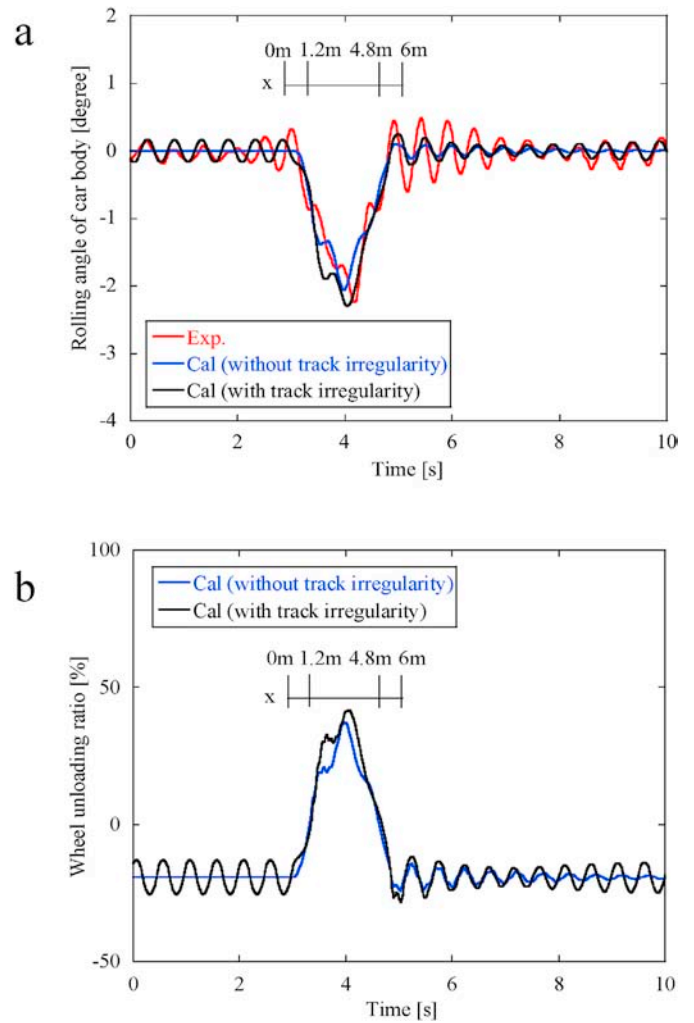 a
2
1
0
-1
-2
-3
-4
Rolling angle of car body [degree]
0m 1.2m 4.8m 6m
x
Exp.
Cal (without track irregularity)
Cal (with track irregularity)
0 2 4 6 8 10
Time [s]
b
100
50
0
-50
Wheel unloading ratio [%]
Cal (without track irregularity)
Cal (with track irregularity)
0m 1.2m 4.8m 6m
x
0 2 4 6 8 10
Time [s]